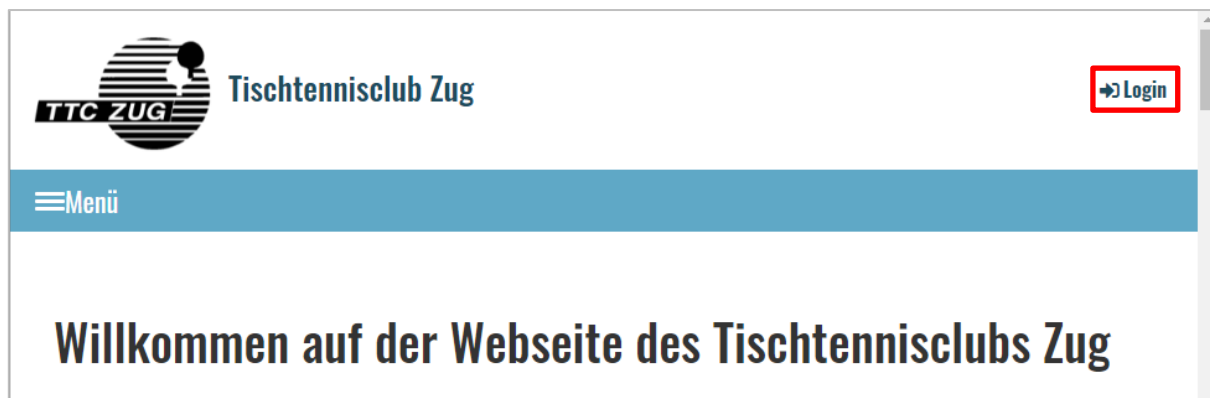 TTC ZUG
Tischtennisclub Zug
Login
Menü
Willkommen auf der Webseite des Tischtennisclubs Zug